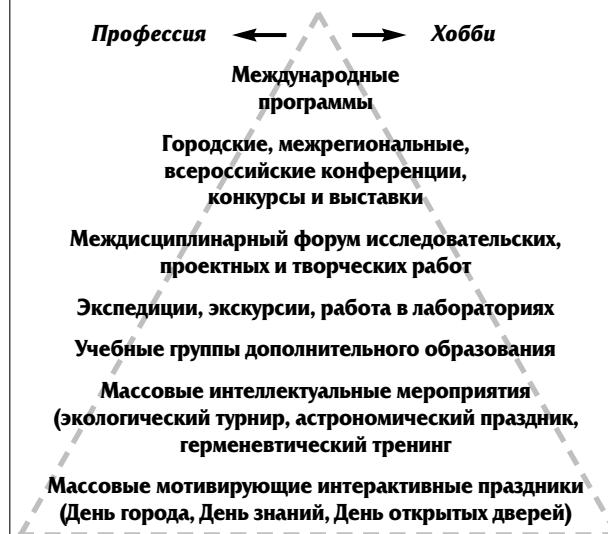 Профессия Хобби
Международные
программы
Городские, межрегиональные,
всероссийские конференции,
конкурсы и выставки
Междисциплинарный форум исследовательских,
проектных и творческих работ
Экспедиции, экскурсии, работа в лабораториях
Учебные группы дополнительного образования
Массовые интеллектуальные мероприятия
(экологический турнир, астрономический праздник,
герменевтический тренинг
Массовые мотивирующие интерактивные праздники
(День города, День знаний, День открытых дверей)